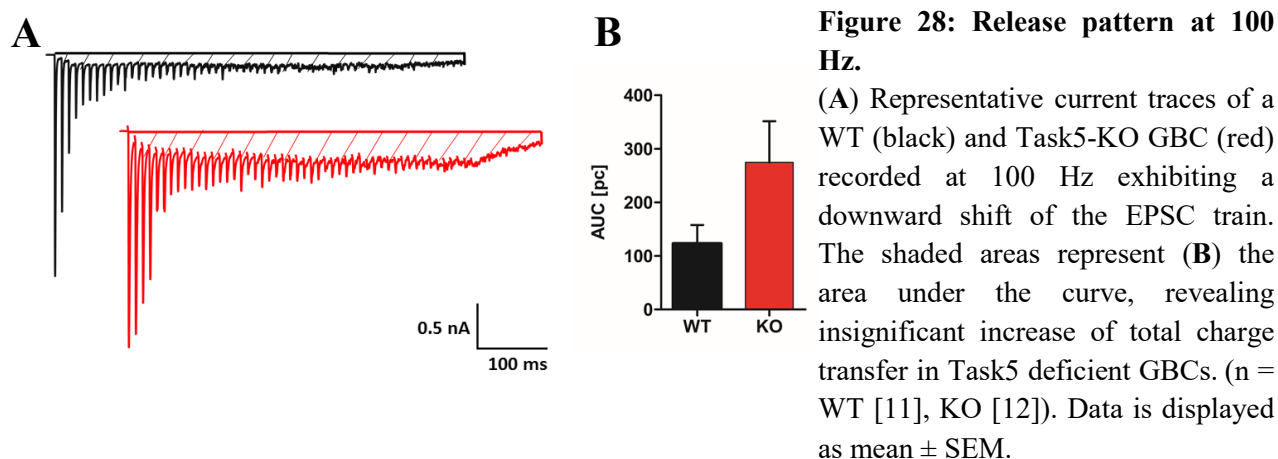 A
0.5 nA
100 ms
B
400
300
200
100
0
AUC [pc]
WT
KO
Figure 28: Release pattern at 100
Hz.
(A) Representative current traces of a
WT (black) and Task5-KO GBC (red)
recorded at 100 Hz exhibiting a
downward shift of the EPSC train.
The shaded areas represent (B) the
area under the curve, revealing
insignificant increase of total charge
transfer in Task5 deficient GBCs. (n =
WT [11], KO [12]). Data is displayed
as mean ± SEM.